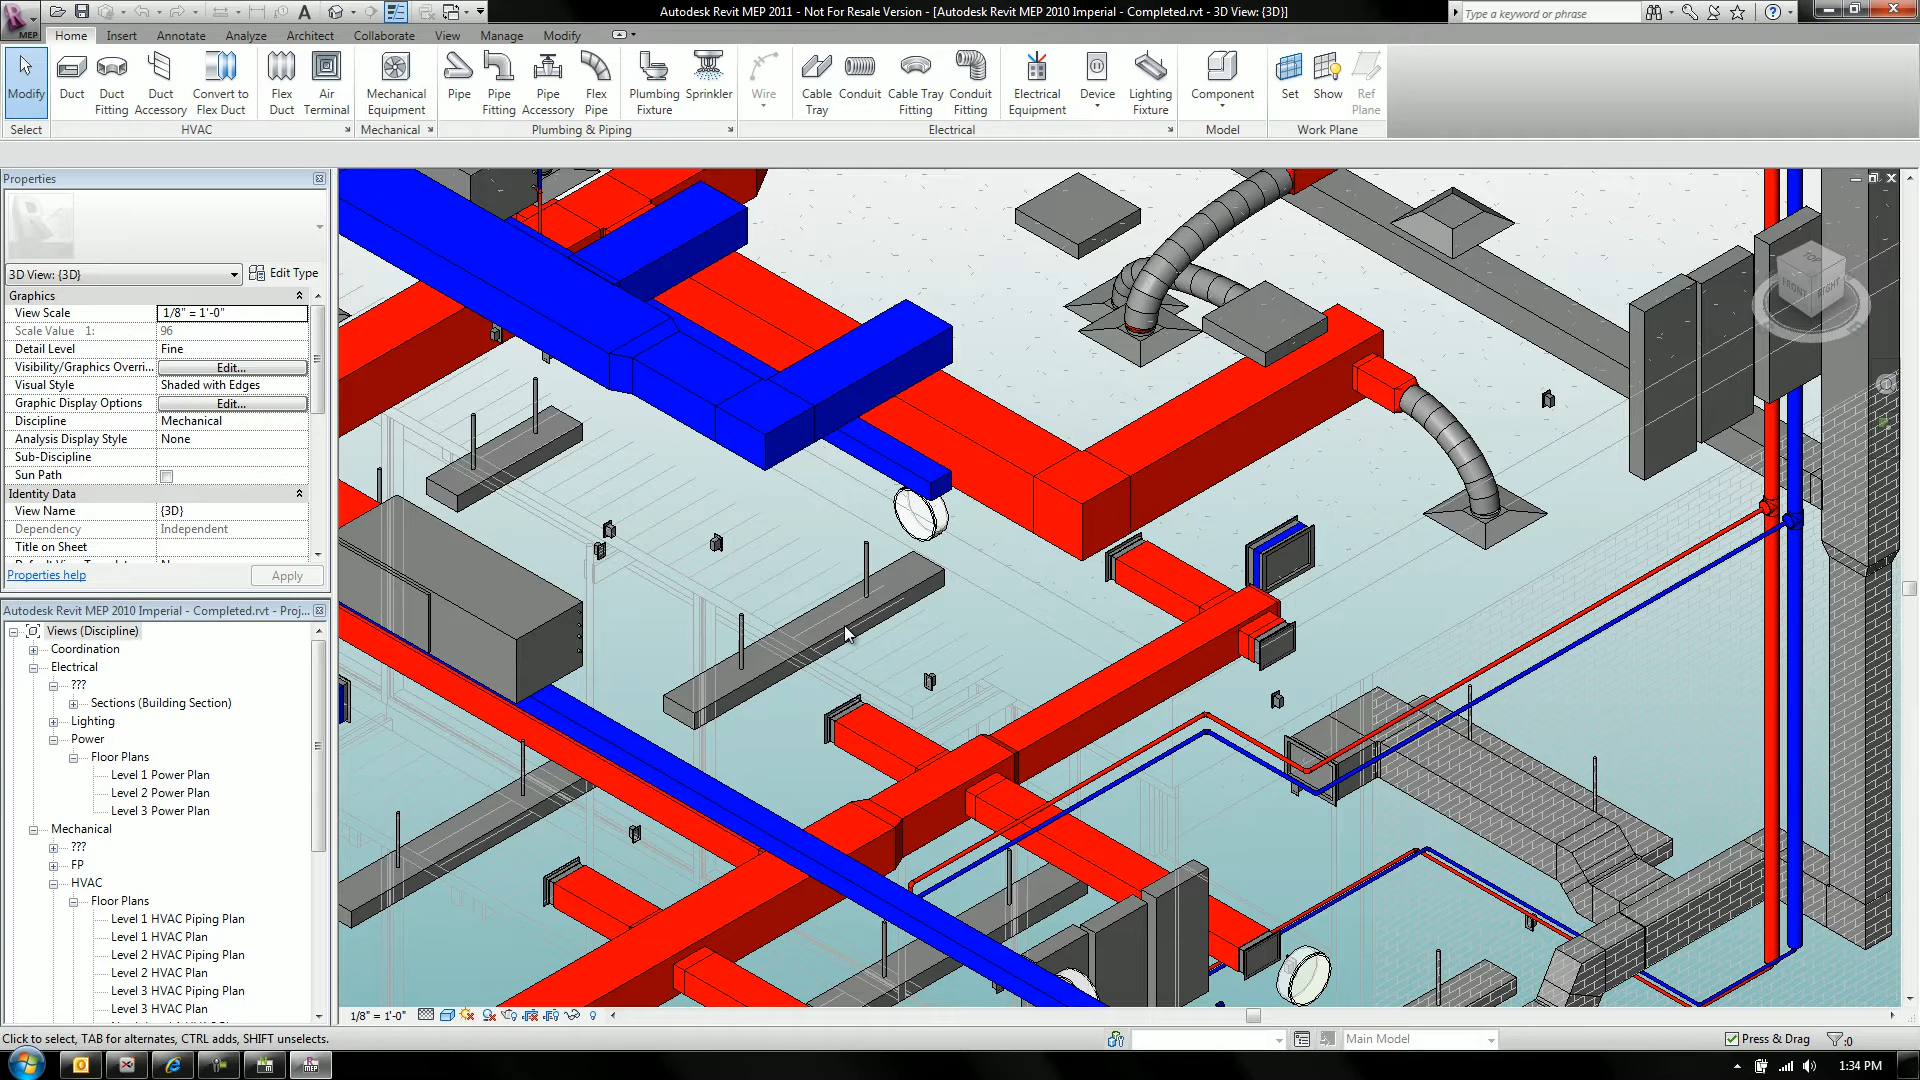 Autodesk Revit MEP 2011 - Not For Resale Version - [Autodesk Revit MEP 2010 Imperial - Completed.rvt - 3D View: {3D}]
Type a keyword or phrase
MEP
Home Insert Annotate Analyze Architect Collaborate View Manage Modify
Modify
Duct
Duct Fitting
Duct Accessory
Convert to Flex Duct
Flex Duct
Air Terminal
Mechanical Equipment
Pipe
Pipe Fitting
Pipe Accessory
Flex Pipe
Plumbing Fixture
Sprinkler
Wire
Cable Tray
Conduit
Cable Tray Fitting
Conduit Fitting
Electrical Equipment
Device
Lighting Fixture
Component
Set
Show
Ref Plane
Select HVAC Mechanical Plumbing & Piping Electrical Model Work Plane
Properties
3D View: {3D} Edit Type
Graphics
View Scale 1/8" = 1'-0"
Scale Value 1: 96
Detail Level Fine
Visibility/Graphics Overri... Edit...
Visual Style Shaded with Edges
Graphic Display Options Edit...
Discipline Mechanical
Analysis Display Style None
Sub-Discipline
Sun Path
Identity Data
View Name {3D}
Dependency Independent
Title on Sheet
Properties help Apply
Autodesk Revit MEP 2010 Imperial - Completed.rvt - Proj...
Views (Discipline)
Coordination
Electrical
???
Sections (Building Section)
Lighting
Power
Floor Plans
Level 1 Power Plan
Level 2 Power Plan
Level 3 Power Plan
Mechanical
???
FP
HVAC
Floor Plans
Level 1 HVAC Piping Plan
Level 1 HVAC Plan
Level 2 HVAC Piping Plan
Level 2 HVAC Plan
Level 3 HVAC Piping Plan
Level 3 HVAC Plan
TOP
FRONT RIGHT
1/8" = 1'-0"
Click to select, TAB for alternates, CTRL adds, SHIFT unselects.
Main Model
Press & Drag
:0
1:34 PM